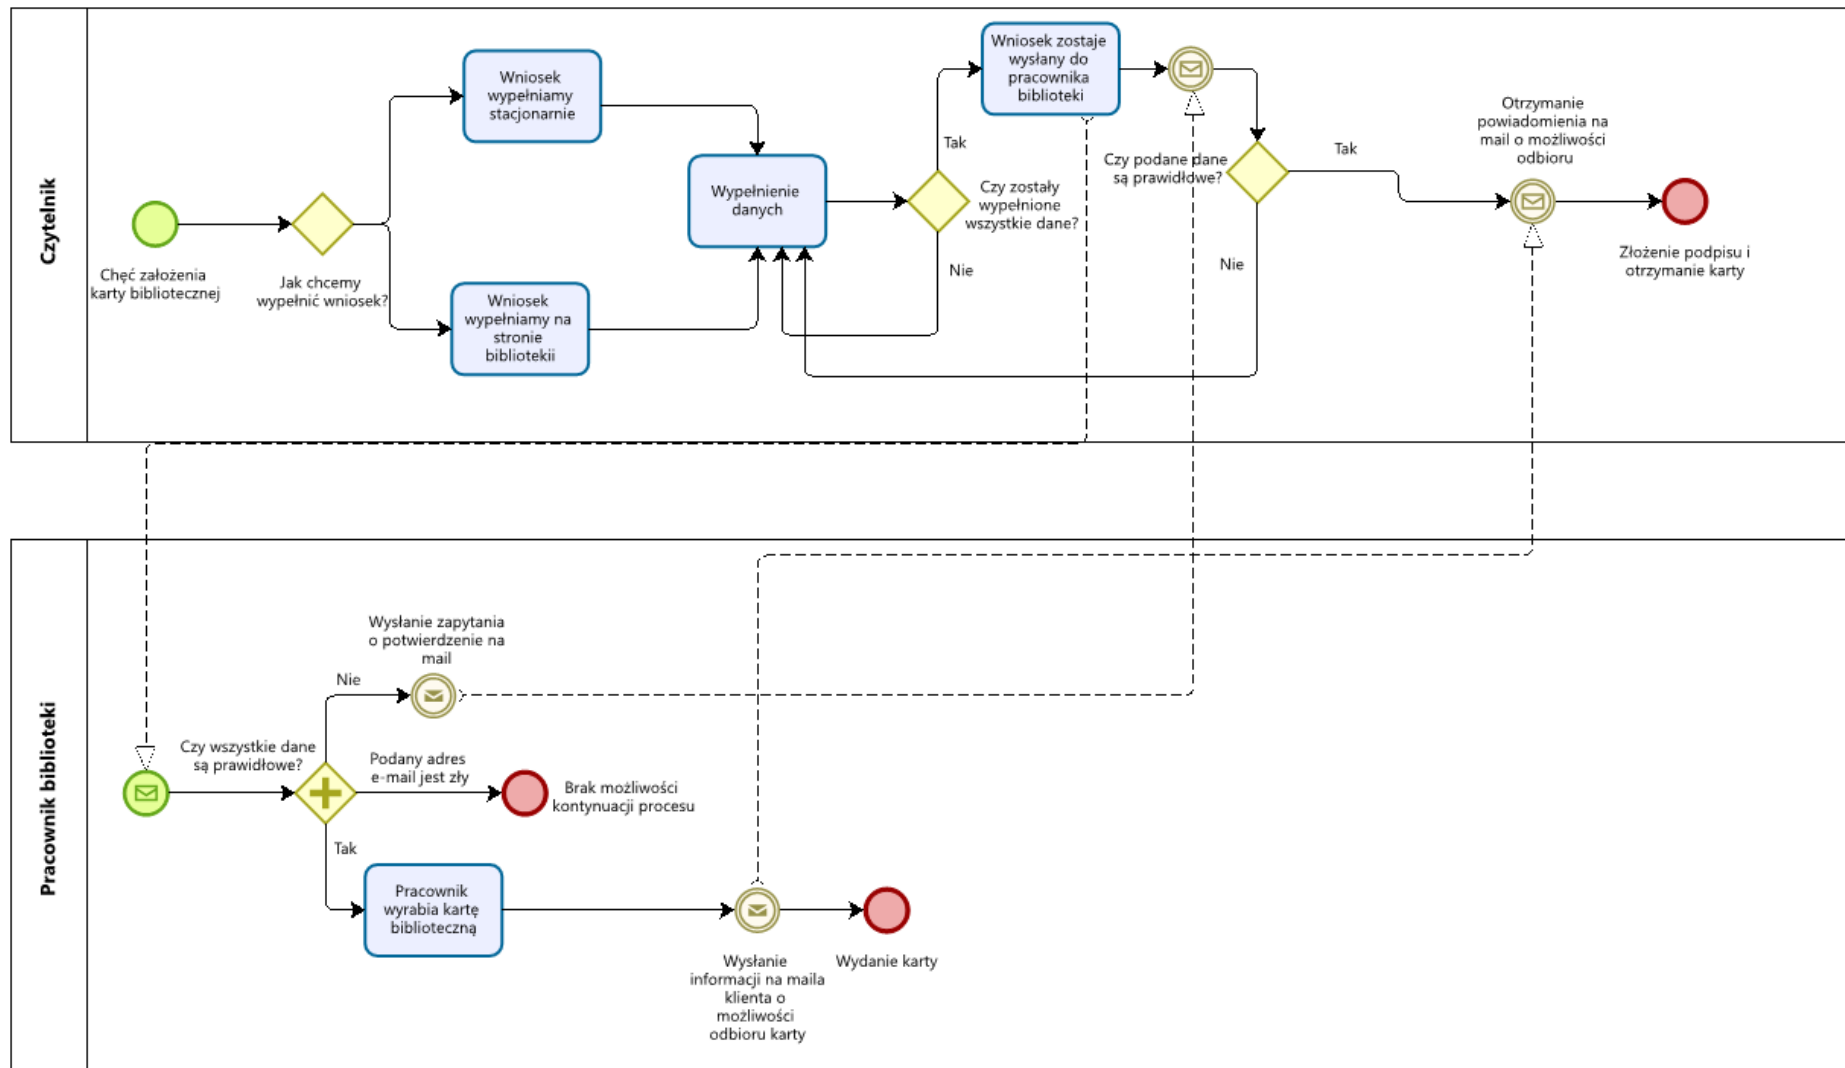 Czytelnik
Chęć założenia
karty bibliotecznej
Jak chcemy
wypełnić wniosek?
Wniosek
wypełniamy
stacjonarnie
Wniosek
wypełniamy na
stronie
bibliotekii
Wypełnienie
danych
Tak
Czy zostały
wypełnione
wszystkie dane?
Nie
Wniosek zostaje
wysłany do
pracownika
biblioteki
Czy podane dane
są prawidłowe?
Tak
Nie
Otrzymanie
powiadomienia na
mail o możliwości
odbioru
Złożenie podpisu i
otrzymanie karty
Pracownik biblioteki
Czy wszystkie dane
są prawidłowe?
Nie
Wysłanie zapytania
o potwierdzenie na
mail
Podany adres
e-mail jest zły
Brak możliwości
kontynuacji procesu
Tak
Pracownik
wyrabia kartę
biblioteczną
Wysłanie
informacji na maila
klienta o
możliwości
odbioru karty
Wydanie karty